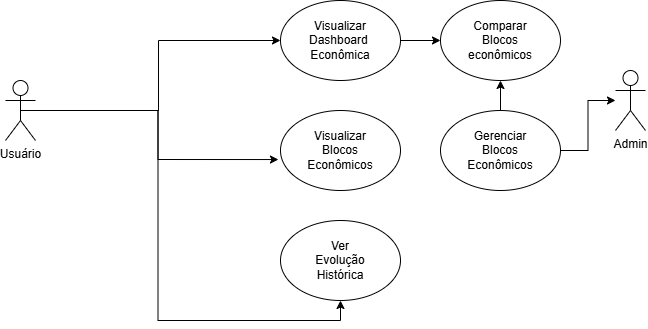 Visualizar
Dashboard
Econômica
Comparar
Blocos
econômicos
Usuário
Visualizar
Blocos
Econômicos
Gerenciar
Blocos
Econômicos
Admin
Ver
Evolução
Histórica